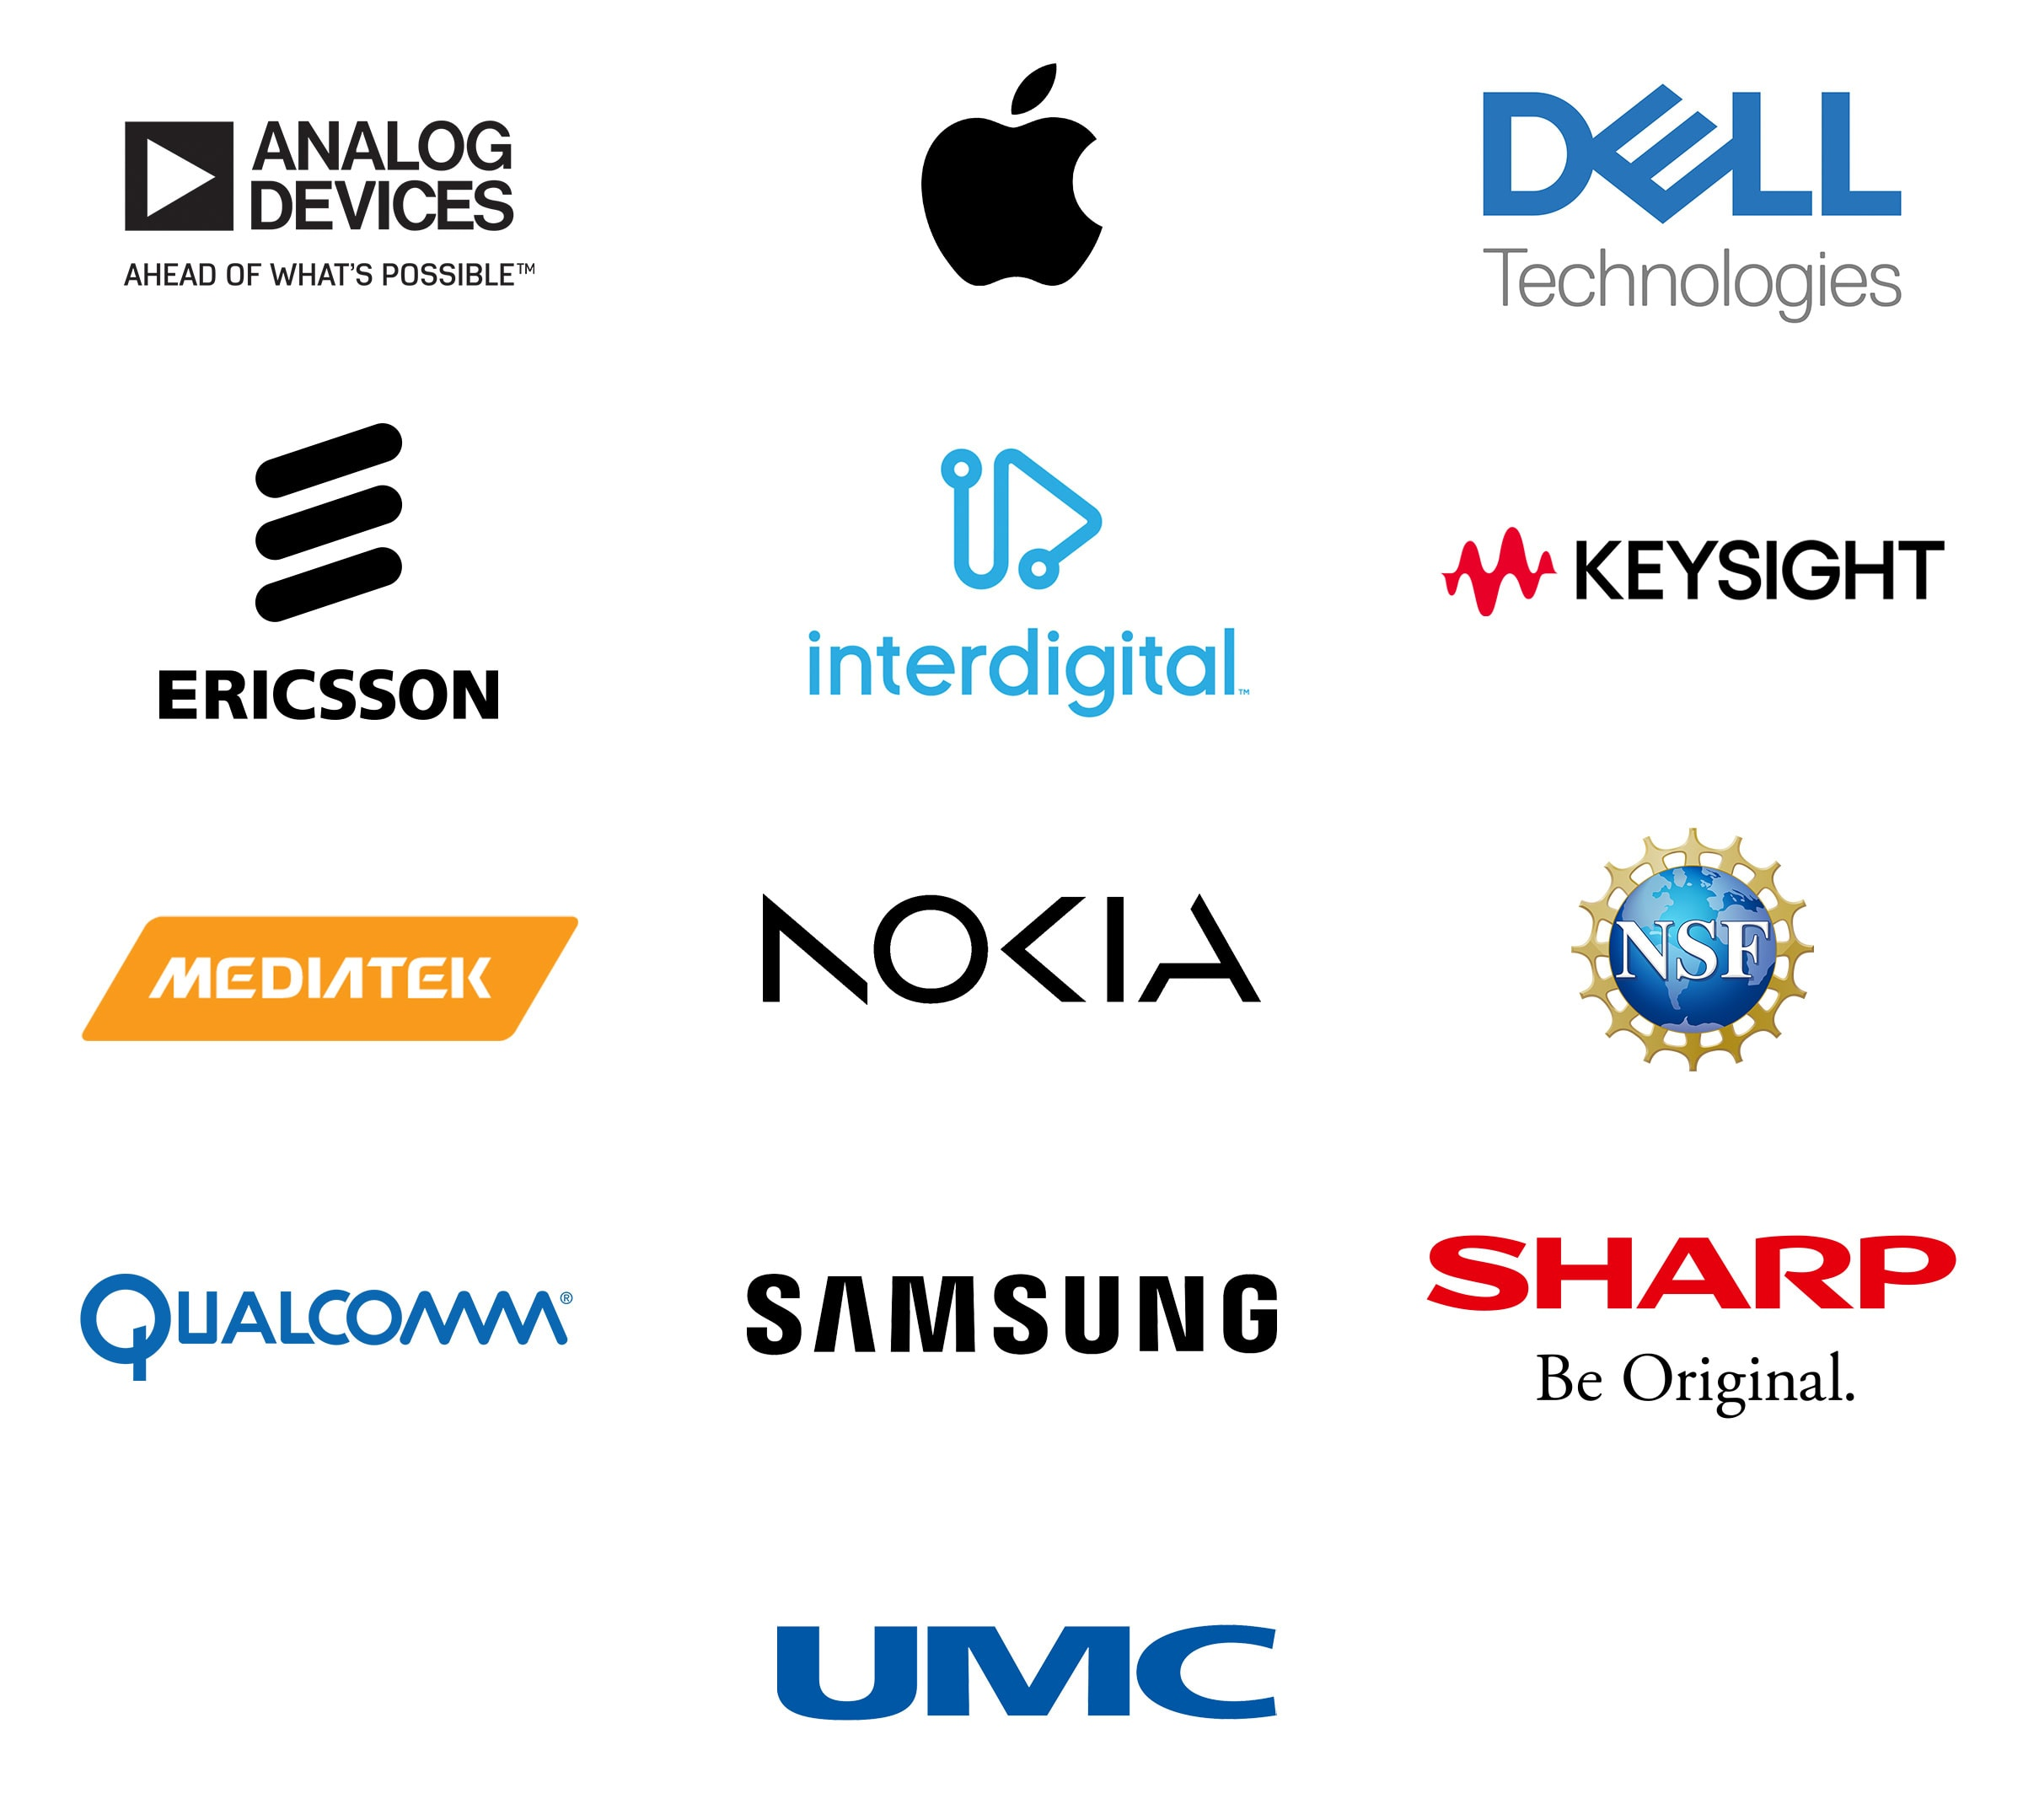 ANALOG
DEVICES
AHEAD OF WHAT'S POSSIBLE™
DELL
Technologies
ERICSSON
interdigital™
KEYSIGHT
MEDIATEK
NOKIA
NSF
QUALCOMM®
SAMSUNG
SHARP
Be Original.
UMC